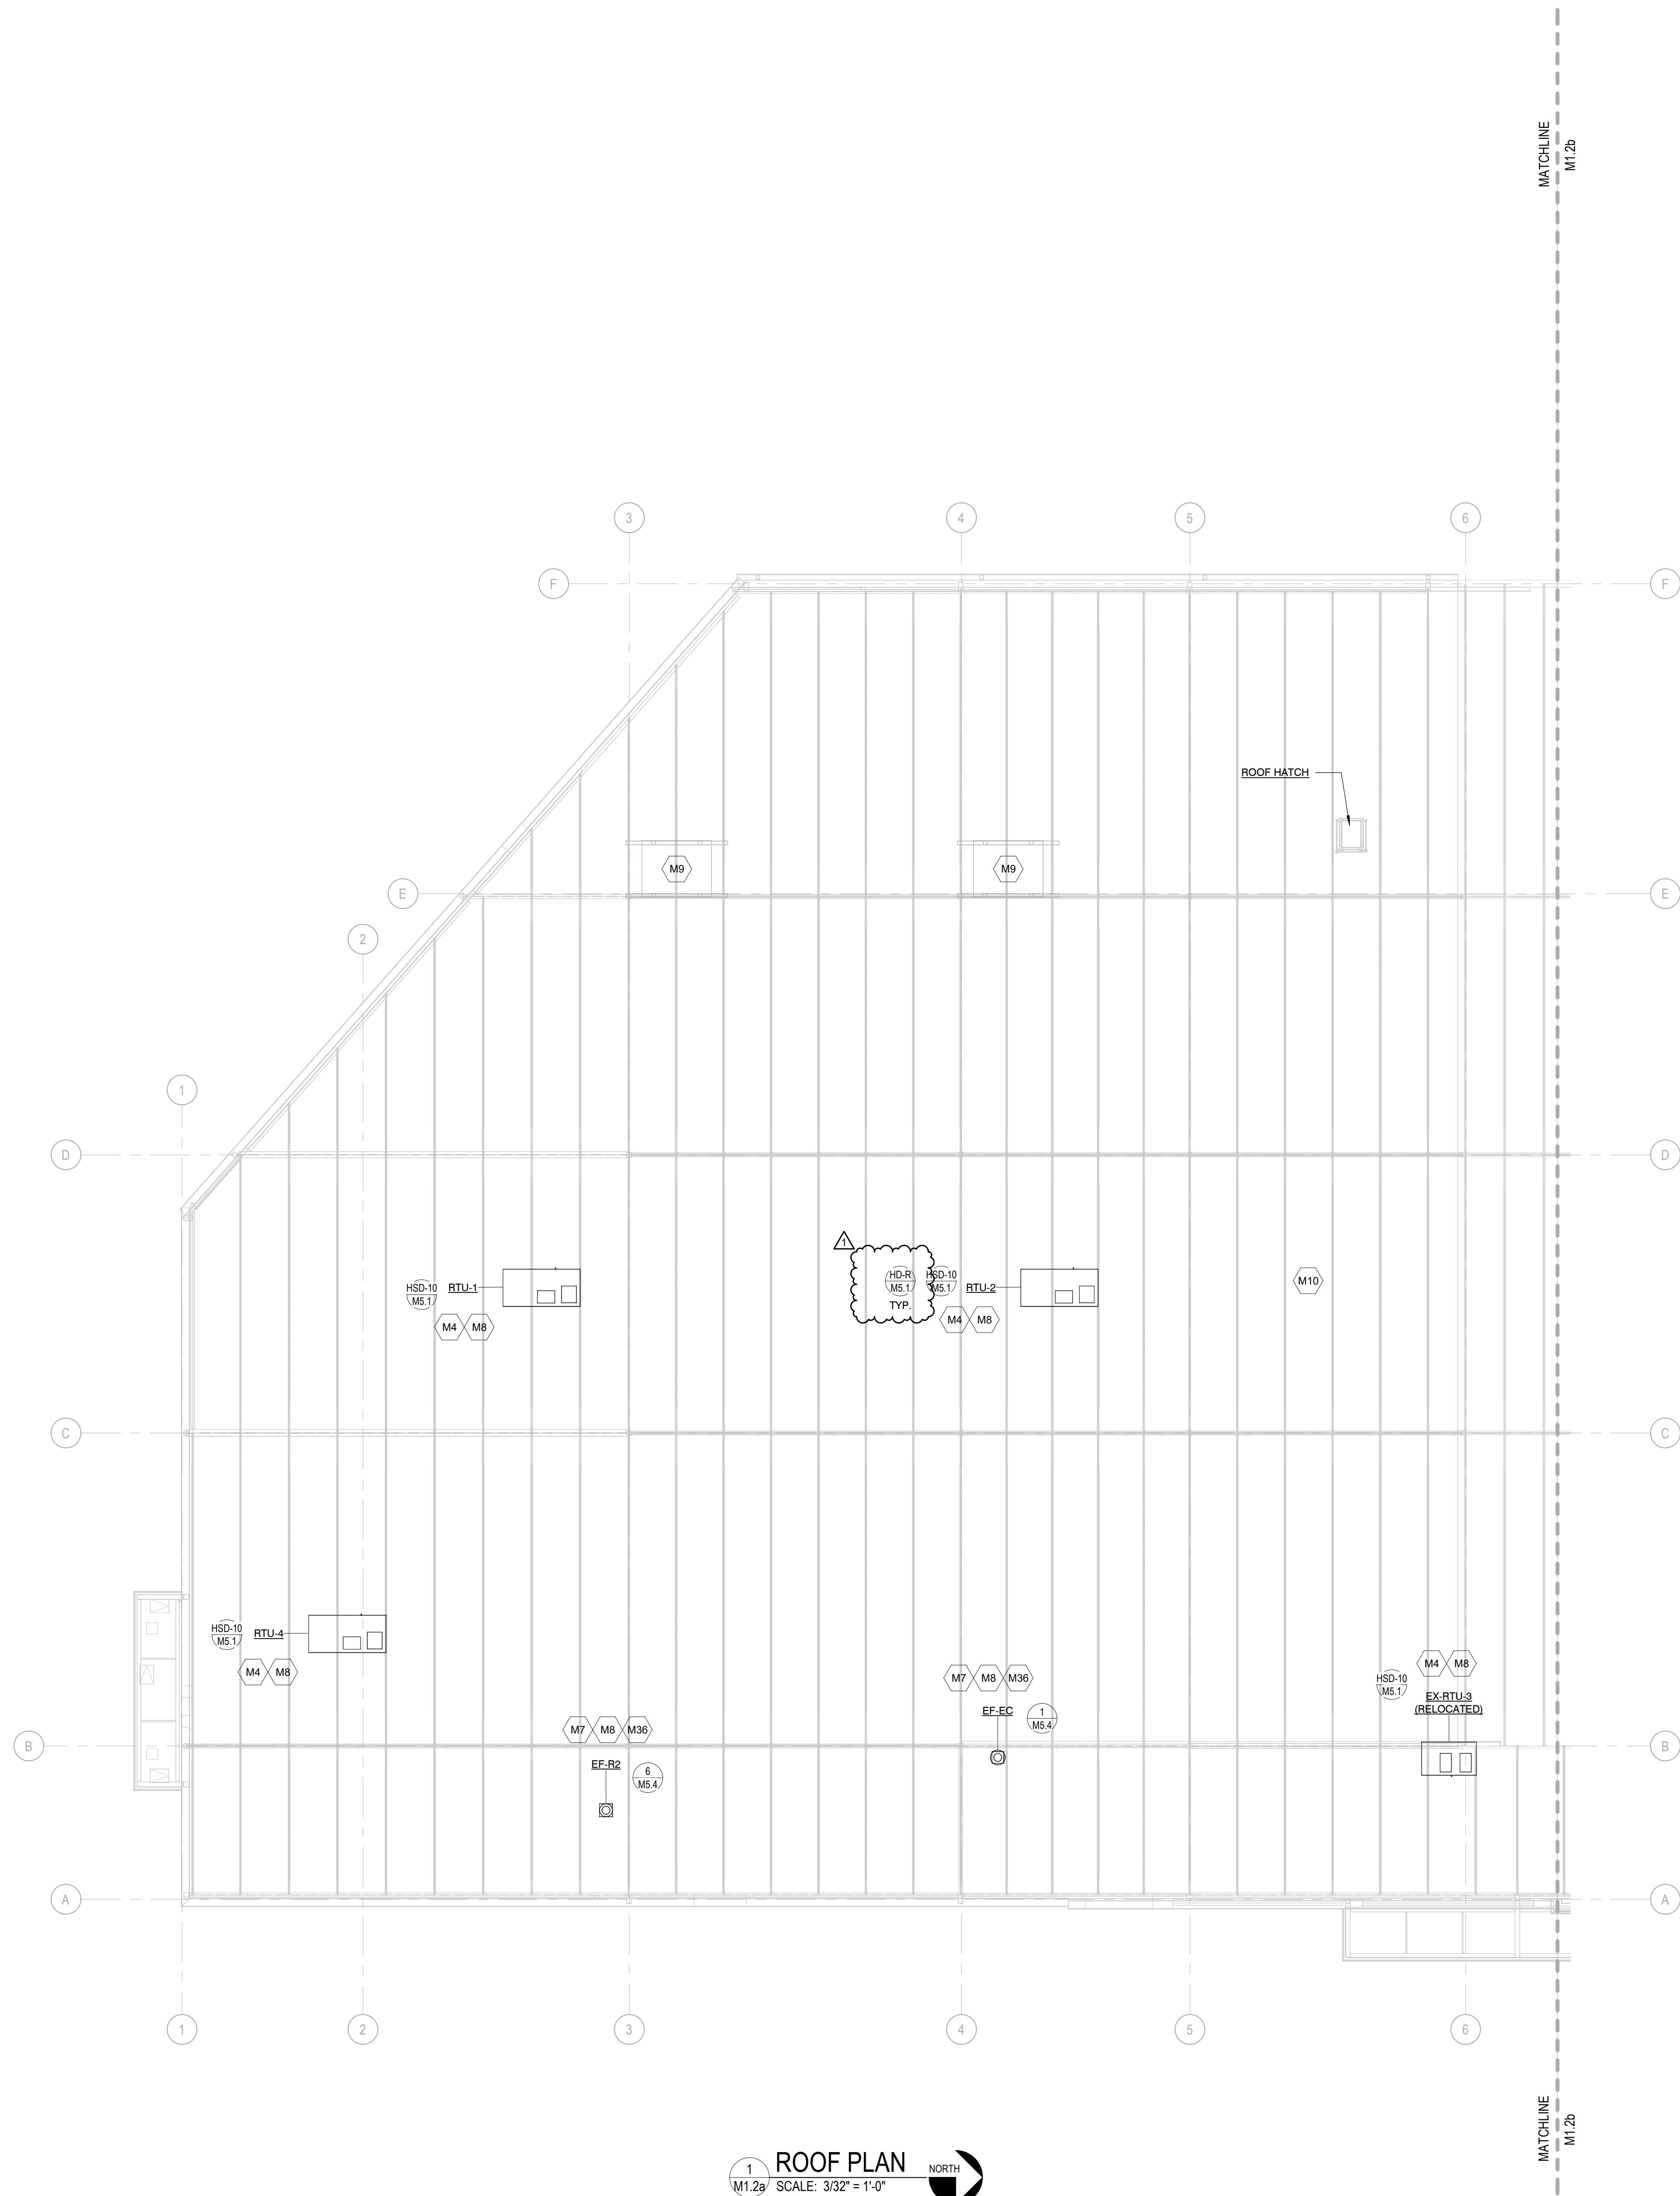 MATCHLINE
M1.2b
3
4
5
6
F
F
ROOF HATCH
M9
M9
E
E
2
1
D
D
1
HD-R
M5.1
TYP.
HSD-10
M5.1
RTU-1
HSD-10
M5.1
RTU-2
M10
M4
M8
M4
M8
C
C
HSD-10
M5.1
RTU-4
M4
M8
M7
M8
M36
M4
M8
HSD-10
M5.1
EX-RTU-3
(RELOCATED)
EF-EC
1
M5.4
M7
M8
M36
B
B
EF-R2
6
M5.4
A
A
1
2
3
4
5
6
MATCHLINE
M1.2b
1
M1.2a
ROOF PLAN
SCALE: 3/32" = 1'-0"
NORTH